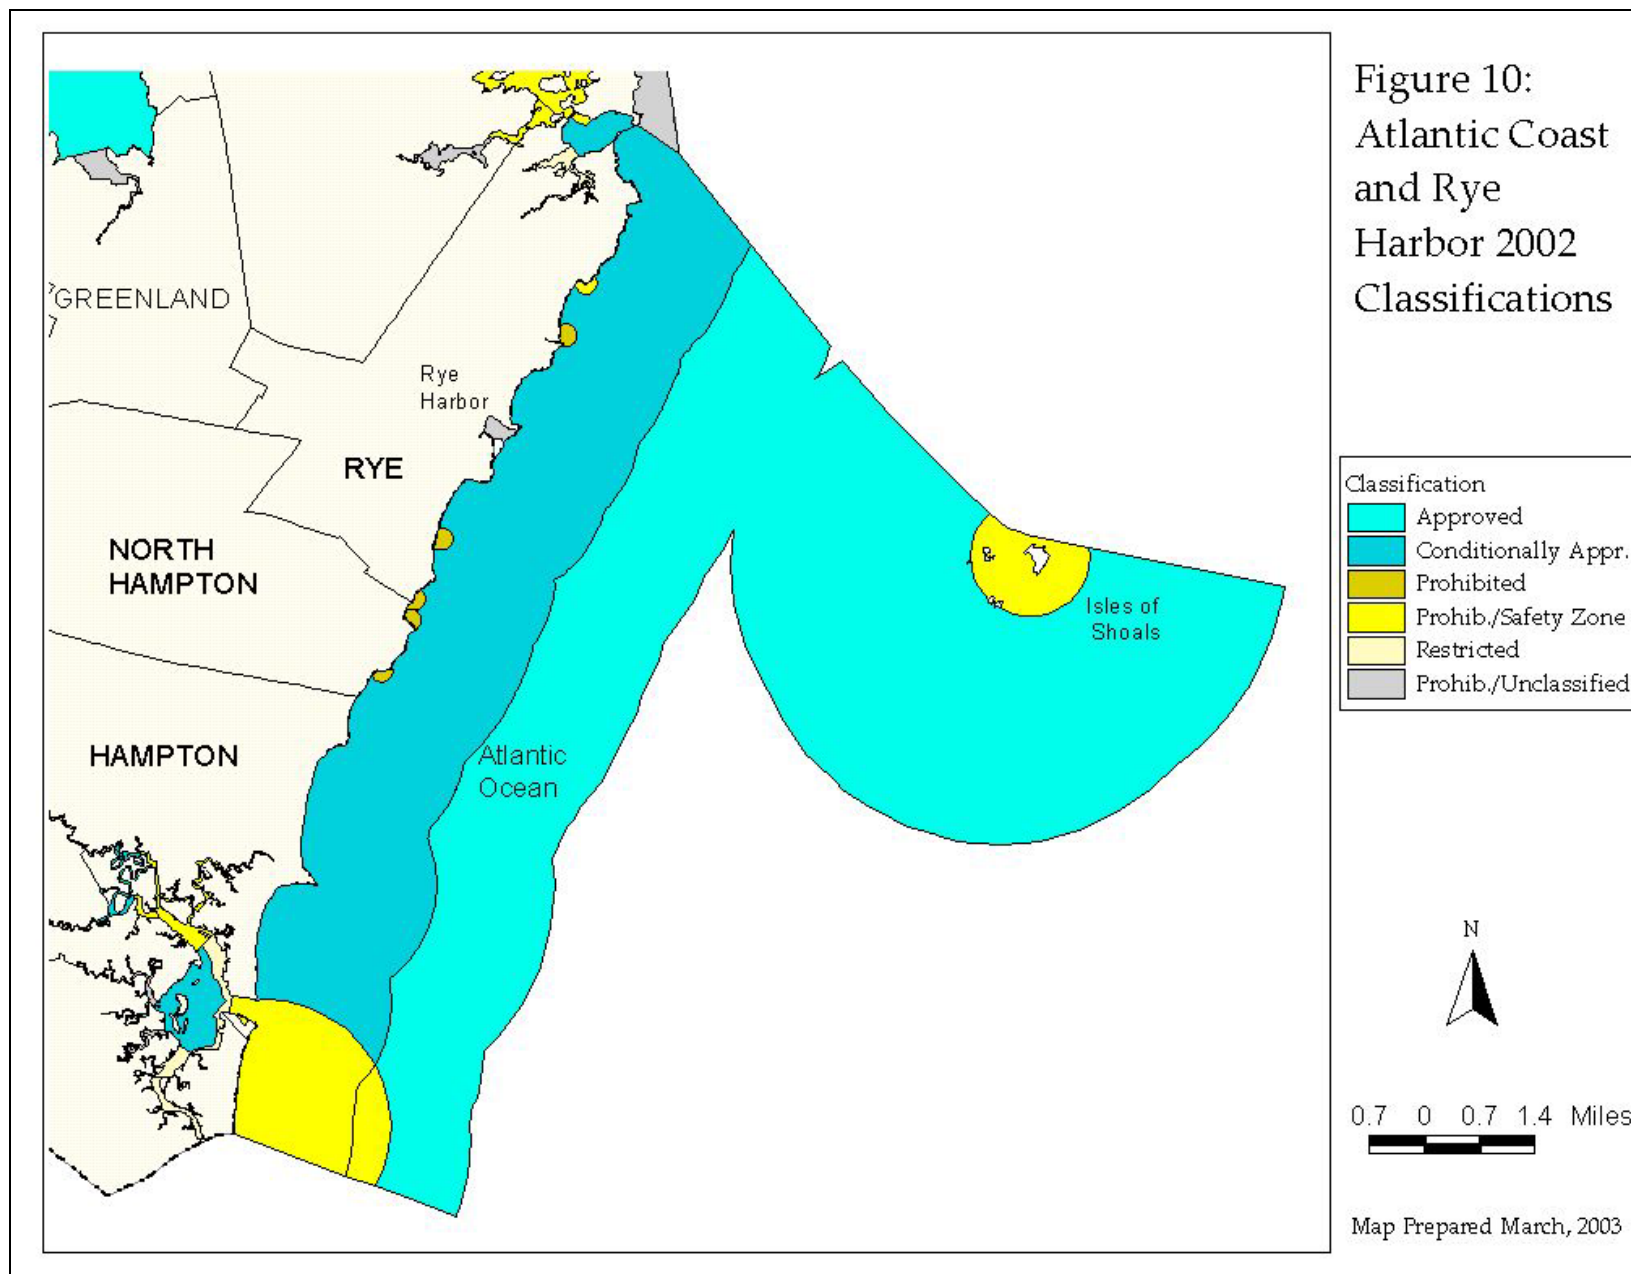 Figure 10:
Atlantic Coast
and Rye
Harbor 2002
Classifications
GREENLAND
Rye
Harbor
RYE
NORTH
HAMPTON
HAMPTON
Atlantic
Ocean
Isles of
Shoals
Classification
Approved
Conditionally Appr.
Prohibited
Prohib./Safety Zone
Restricted
Prohib./Unclassified
N
0.7 0 0.7 1.4 Miles
Map Prepared March, 2003